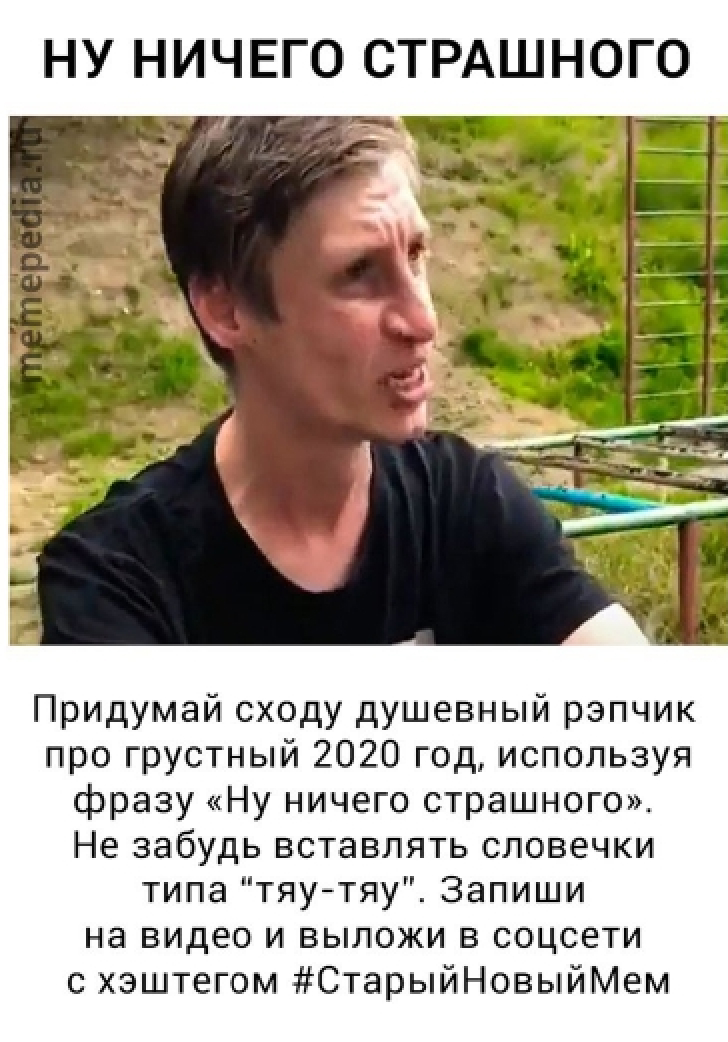 НУ НИЧЕГО СТРАШНОГО
memepedia.ru
Придумай сходу душевный рэпчик
про грустный 2020 год, используя
фразу «Ну ничего страшного».
Не забудь вставлять словечки
типа "тяу-тяу". Запиши
на видео и выложи в соцсети
с хэштегом #СтарыйНовыйМем